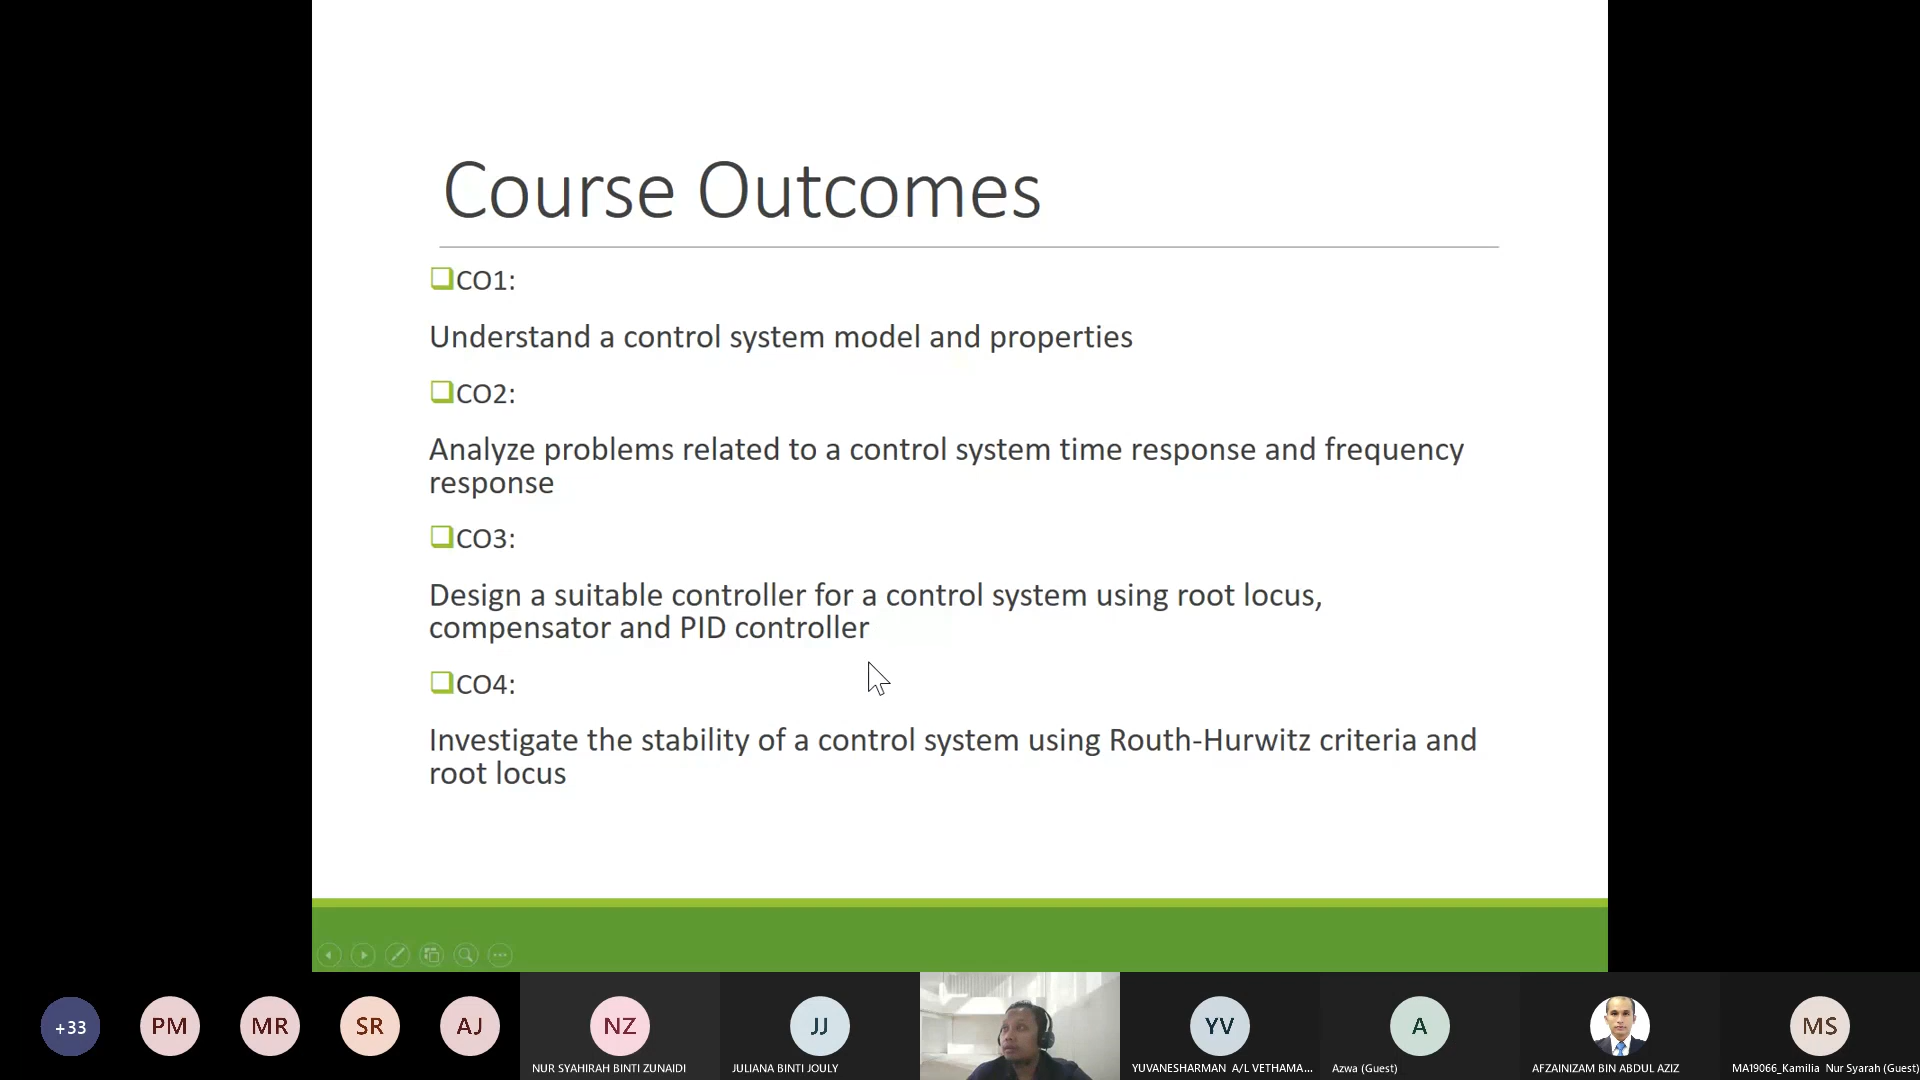 Course Outcomes
CO1:
Understand a control system model and properties
CO2:
Analyze problems related to a control system time response and frequency
response
CO3:
Design a suitable controller for a control system using root locus,
compensator and PID controller
CO4:
Investigate the stability of a control system using Routh-Hurwitz criteria and
root locus
+33
PM
MR
SR
AJ
NZ
JJ
YV
A
MS
NUR SYAHIRAH BINTI ZUNAIDI
JULIANA BINTI JOULY
YUVANESHARMAN A/L VETHAMA...
Azwa (Guest)
AFZAINIZAM BIN ABDUL AZIZ
MA19066_Kamilia Nur Syarah (Guest)